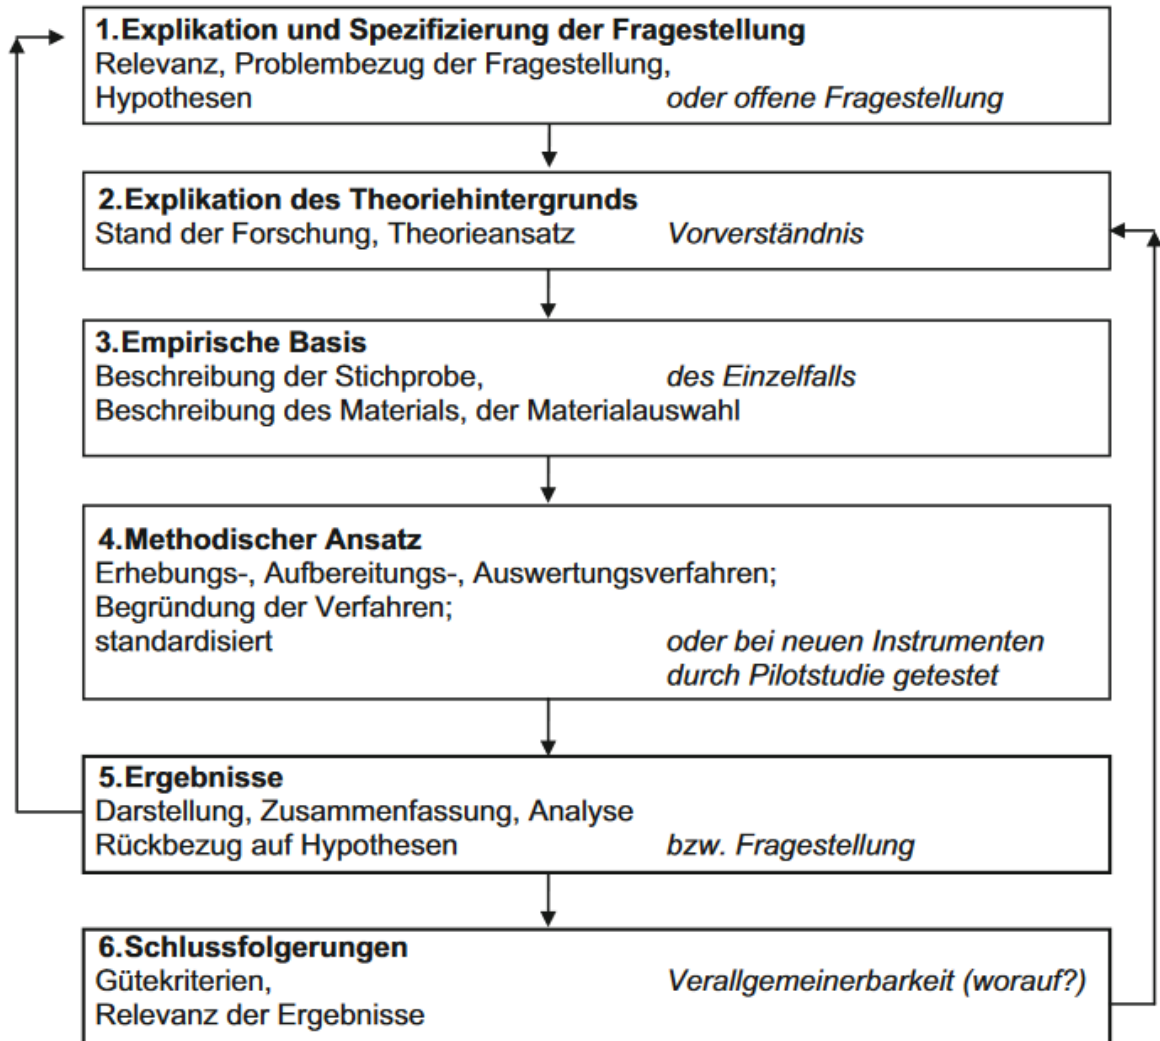 1.Explikation und Spezifizierung der Fragestellung
Relevanz, Problembezug der Fragestellung,
Hypothesen oder offene Fragestellung
2.Explikation des Theoriehintergrunds
Stand der Forschung, Theorieansatz Vorverständnis
3.Empirische Basis
Beschreibung der Stichprobe, des Einzelfalls
Beschreibung des Materials, der Materialauswahl
4.Methodischer Ansatz
Erhebungs-, Aufbereitungs-, Auswertungsverfahren;
Begründung der Verfahren;
standardisiert oder bei neuen Instrumenten
durch Pilotstudie getestet
5.Ergebnisse
Darstellung, Zusammenfassung, Analyse
Rückbezug auf Hypothesen bzw. Fragestellung
6.Schlussfolgerungen
Gütekriterien, Verallgemeinerbarkeit (worauf?)
Relevanz der Ergebnisse